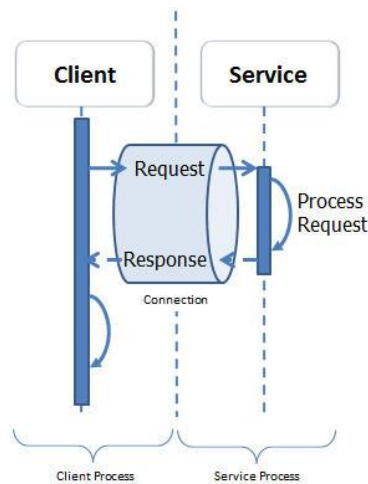 Client
Service
Request
Process
Request
Response
Connection
Client Process
Service Process